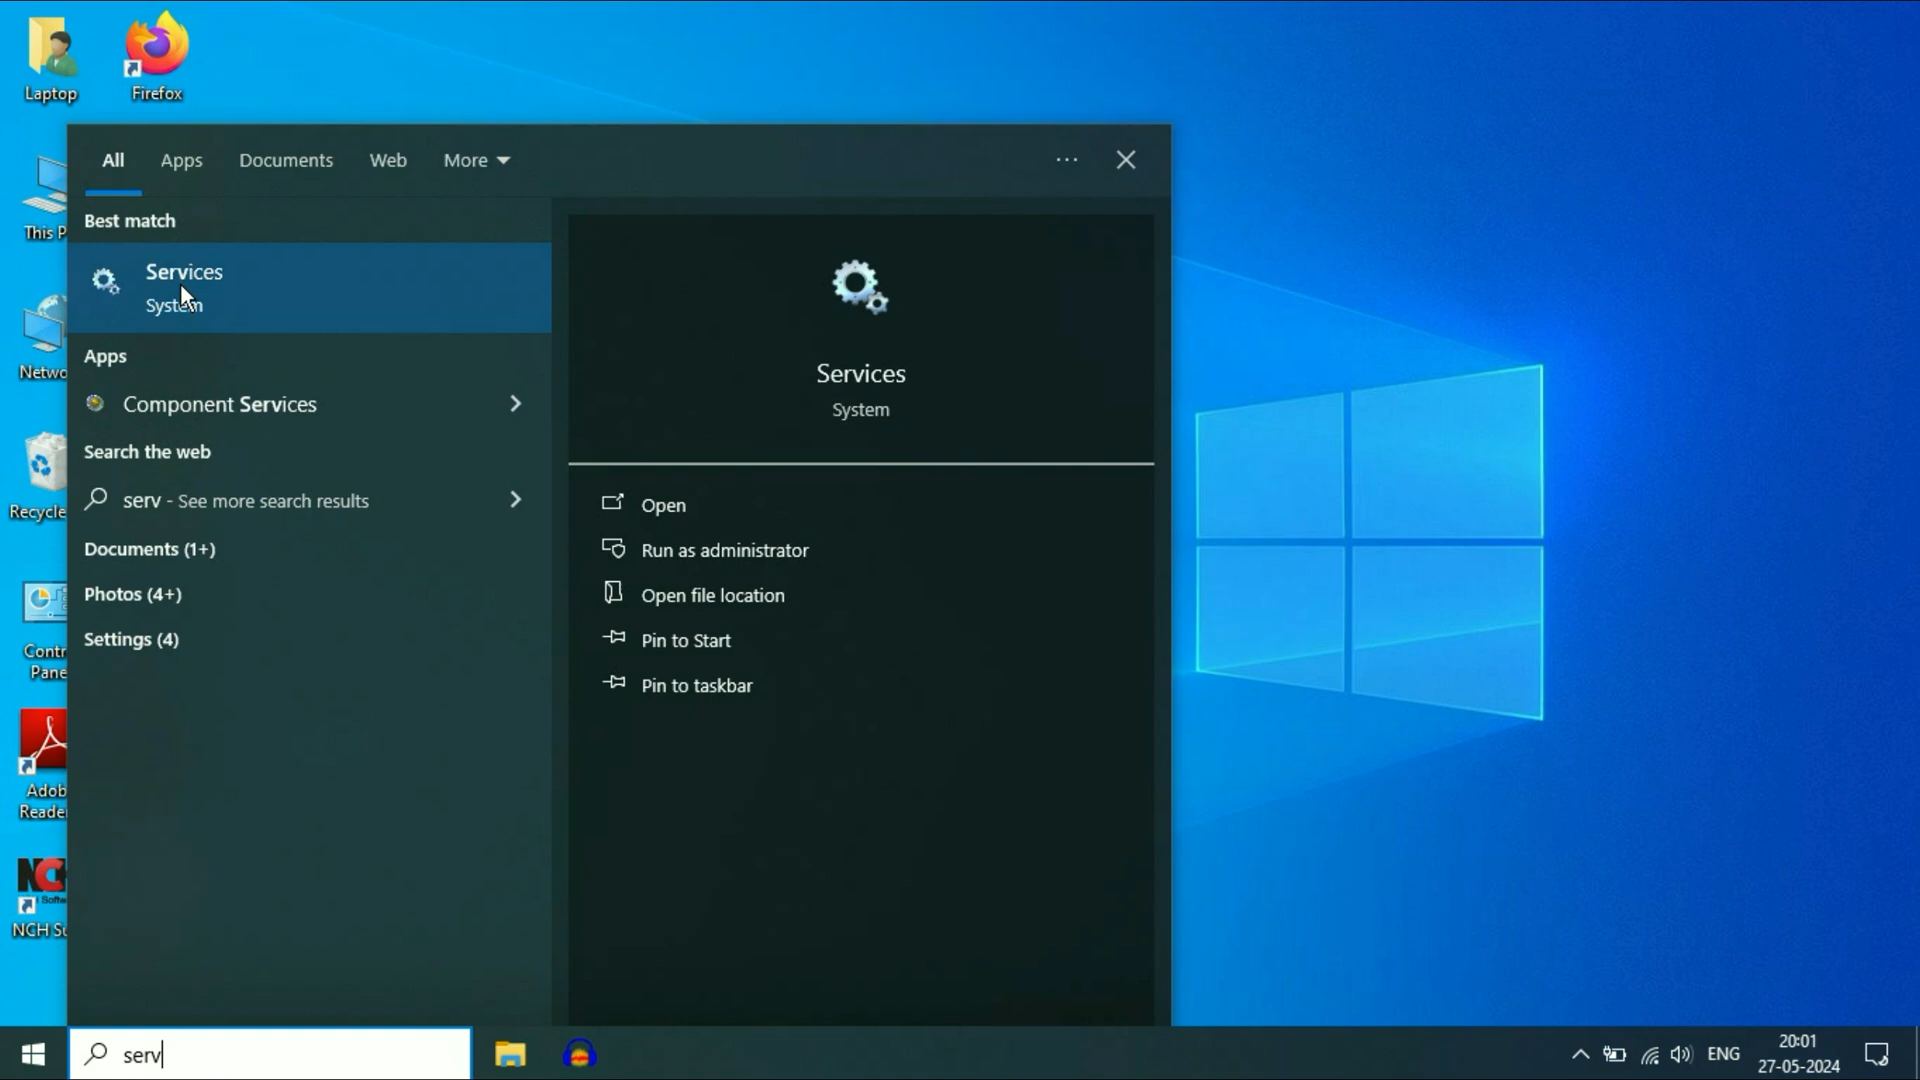 Laptop
Firefox
All
Apps
Documents
Web
More
Best match
Services
System
Services
System
Apps
Component Services
Search the web
serv - See more search results
Documents (1+)
Photos (4+)
Settings (4)
Open
Run as administrator
Open file location
Pin to Start
Pin to taskbar
This P
Netwo
Recycle
Contr
Pane
Adob
Reade
NCH Su
serv
ENG
20:01
27-05-2024